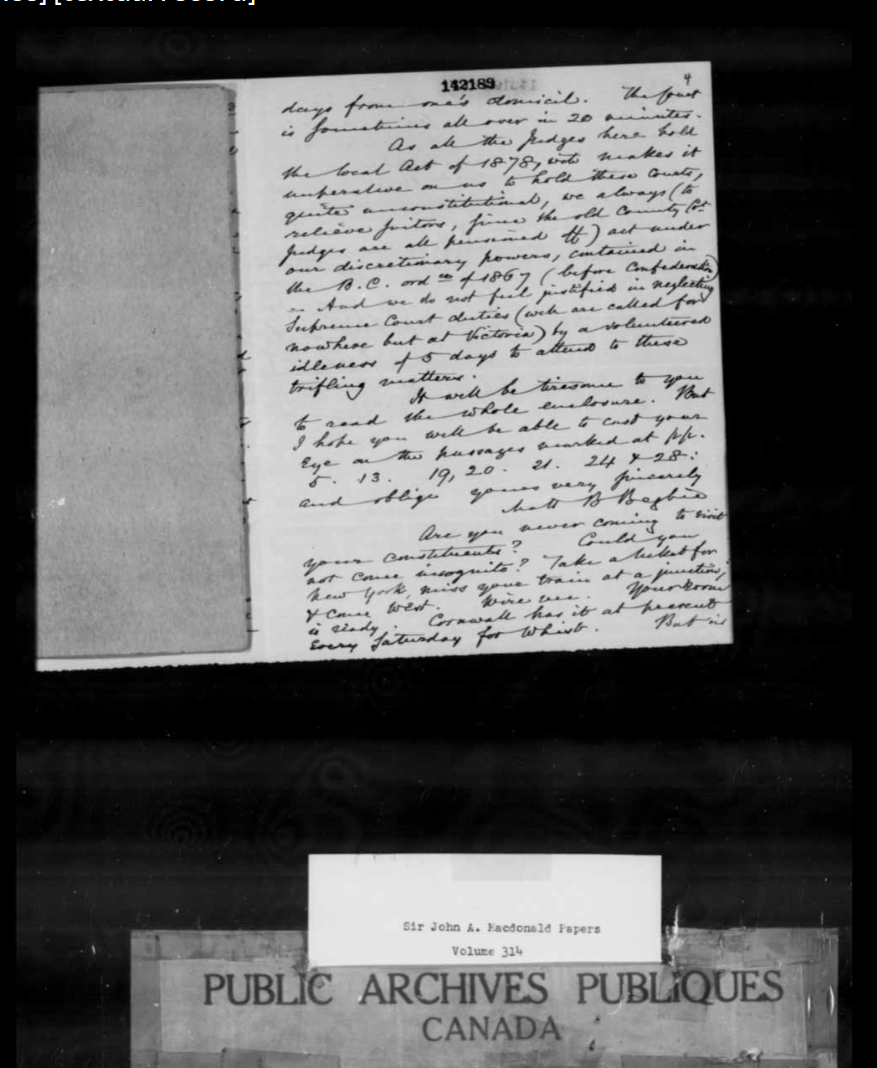 142189
4
days from one's domicil. The Court
is sometimes all over in 20 minutes.
As all the Judges here hold
the local Act of 1878, wch makes it
imperative on us to hold these Courts,
quite unconstitutional, we always (to
relieve suitors, since the old County Cot
Judges are all pensioned off) act under
our discretionary powers, contained in
the B.C. ordce of 1867 (before Confederation)
- And we do not feel justified in neglecting
Supreme Court duties (wch are called for
nowhere but at Victoria) by a volunteered
idleness of 5 days to attend to these
trifling matters.
It will be tiresome to you
to read the whole enclosure. But
I hope you will be able to cast your
Eye on the passages marked at pp.
5. 13. 19, 20. 21. 24 & 28:
and oblige yours very sincerely
Matt B Begbie
Are you never coming to visit
your constituents? Could you
not come incognito? Take a ticket for
New York, miss your train at a junction,
& come West. Wire me. Your Room
is ready. Cornwall has it at present
Every Saturday for Whist. But is
Sir John A. Macdonald Papers
Volume 314
PUBLIC ARCHIVES PUBLIQUES
CANADA